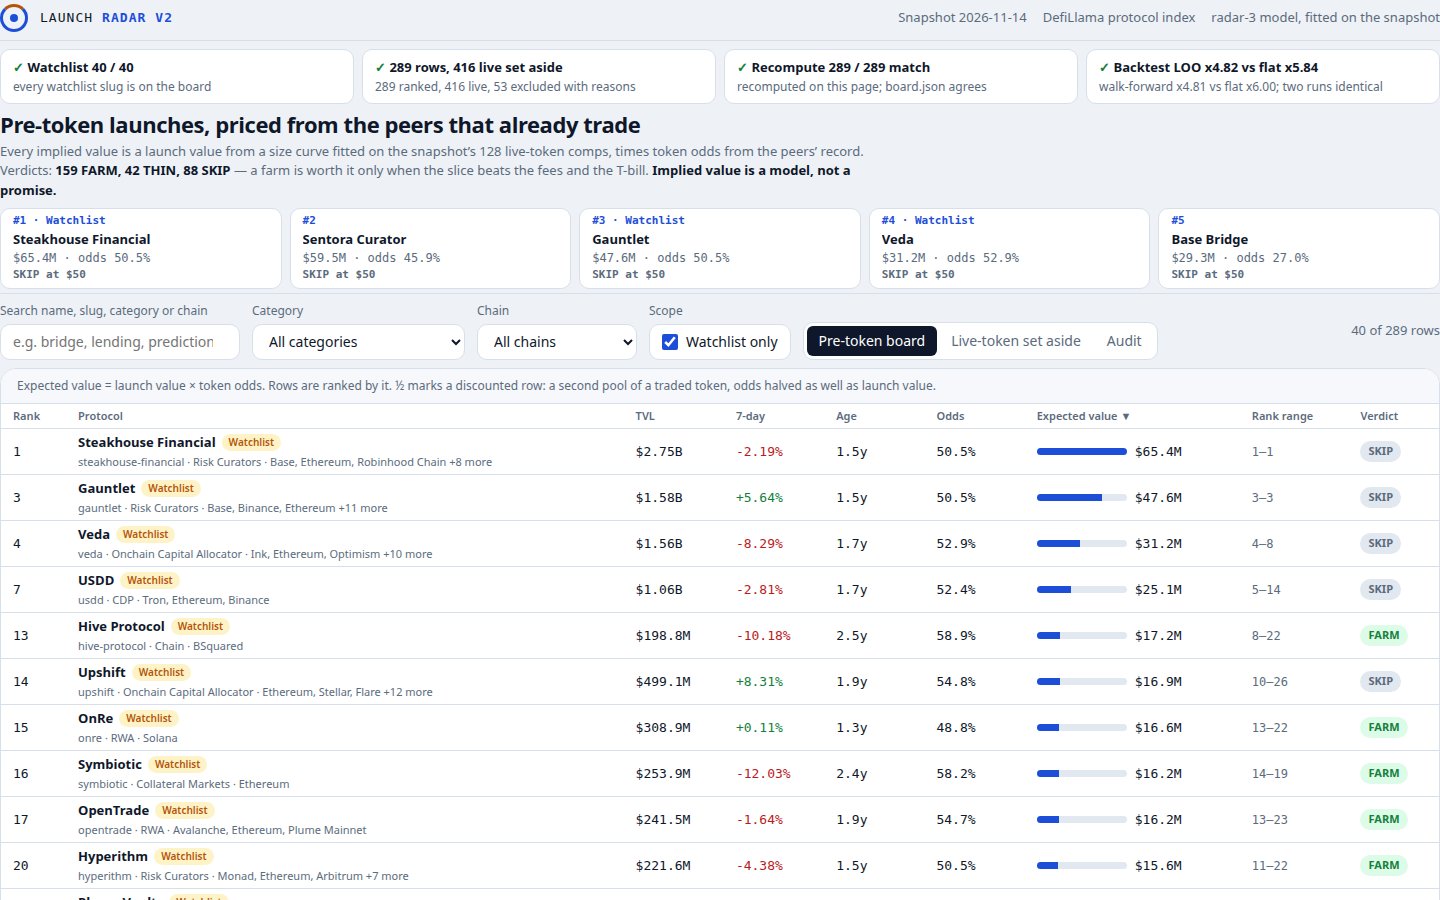 LAUNCH RADAR V2
Snapshot 2026-11-14 DefiLlama protocol index radar-3 model, fitted on the snapshot
✓ Watchlist 40 / 40
every watchlist slug is on the board
✓ 289 rows, 416 live set aside
289 ranked, 416 live, 53 excluded with reasons
✓ Recompute 289 / 289 match
recomputed on this page; board.json agrees
✓ Backtest LOO x4.82 vs flat x5.84
walk-forward x4.81 vs flat x6.00; two runs identical
Pre-token launches, priced from the peers that already trade
Every implied value is a launch value from a size curve fitted on the snapshot's 128 live-token comps, times token odds from the peers' record.
Verdicts: 159 FARM, 42 THIN, 88 SKIP — a farm is worth it only when the slice beats the fees and the T-bill. Implied value is a model, not a
promise.
#1 · Watchlist
Steakhouse Financial
$65.4M · odds 50.5%
SKIP at $50
#2
Sentora Curator
$59.5M · odds 45.9%
SKIP at $50
#3 · Watchlist
Gauntlet
$47.6M · odds 50.5%
SKIP at $50
#4 · Watchlist
Veda
$31.2M · odds 52.9%
SKIP at $50
#5
Base Bridge
$29.3M · odds 27.0%
SKIP at $50
Search name, slug, category or chain
e.g. bridge, lending, prediction
Category
All categories
Chain
All chains
Scope
Watchlist only
Pre-token board Live-token set aside Audit
40 of 289 rows
Expected value = launch value × token odds. Rows are ranked by it. ½ marks a discounted row: a second pool of a traded token, odds halved as well as launch value.
Rank Protocol TVL 7-day Age Odds Expected value ▼ Rank range Verdict
1 Steakhouse Financial Watchlist $2.75B -2.19% 1.5y 50.5% $65.4M 1–1 SKIP
steakhouse-financial · Risk Curators · Base, Ethereum, Robinhood Chain +8 more
3 Gauntlet Watchlist $1.58B +5.64% 1.5y 50.5% $47.6M 3–3 SKIP
gauntlet · Risk Curators · Base, Binance, Ethereum +11 more
4 Veda Watchlist $1.56B -8.29% 1.7y 52.9% $31.2M 4–8 SKIP
veda · Onchain Capital Allocator · Ink, Ethereum, Optimism +10 more
7 USDD Watchlist $1.06B -2.81% 1.7y 52.4% $25.1M 5–14 SKIP
usdd · CDP · Tron, Ethereum, Binance
13 Hive Protocol Watchlist $198.8M -10.18% 2.5y 58.9% $17.2M 8–22 FARM
hive-protocol · Chain · BSquared
14 Upshift Watchlist $499.1M +8.31% 1.9y 54.8% $16.9M 10–26 SKIP
upshift · Onchain Capital Allocator · Ethereum, Stellar, Flare +12 more
15 OnRe Watchlist $308.9M +0.11% 1.3y 48.8% $16.6M 13–22 FARM
onre · RWA · Solana
16 Symbiotic Watchlist $253.9M -12.03% 2.4y 58.2% $16.2M 14–19 FARM
symbiotic · Collateral Markets · Ethereum
17 OpenTrade Watchlist $241.5M -1.64% 1.9y 54.7% $16.2M 13–23 FARM
opentrade · RWA · Avalanche, Ethereum, Plume Mainnet
20 Hyperithm Watchlist $221.6M -4.38% 1.5y 50.5% $15.6M 11–22 FARM
hyperithm · Risk Curators · Monad, Ethereum, Arbitrum +7 more